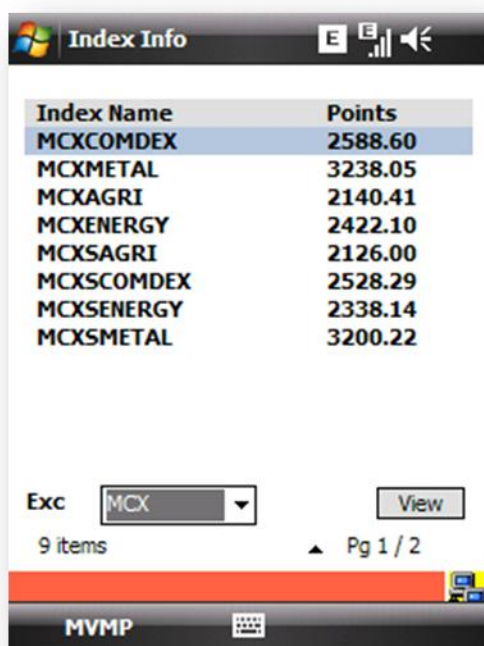 Index Info E E
Index Name Points
MCXCOMDEX 2588.60
MCXMETAL 3238.05
MCXAGRI 2140.41
MCXENERGY 2422.10
MCXSAGRI 2126.00
MCXSCOMDEX 2528.29
MCXSENERGY 2338.14
MCXSMETAL 3200.22
Exc MCX View
9 items Pg 1 / 2
MVMP